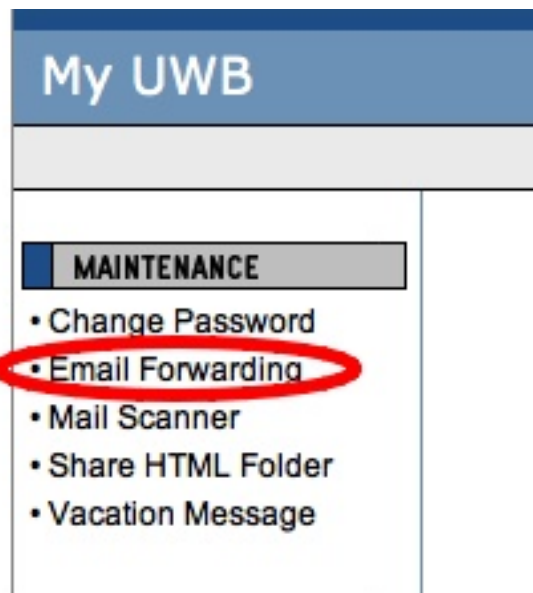 My UWB
MAINTENANCE
• Change Password
• Email Forwarding
• Mail Scanner
• Share HTML Folder
• Vacation Message